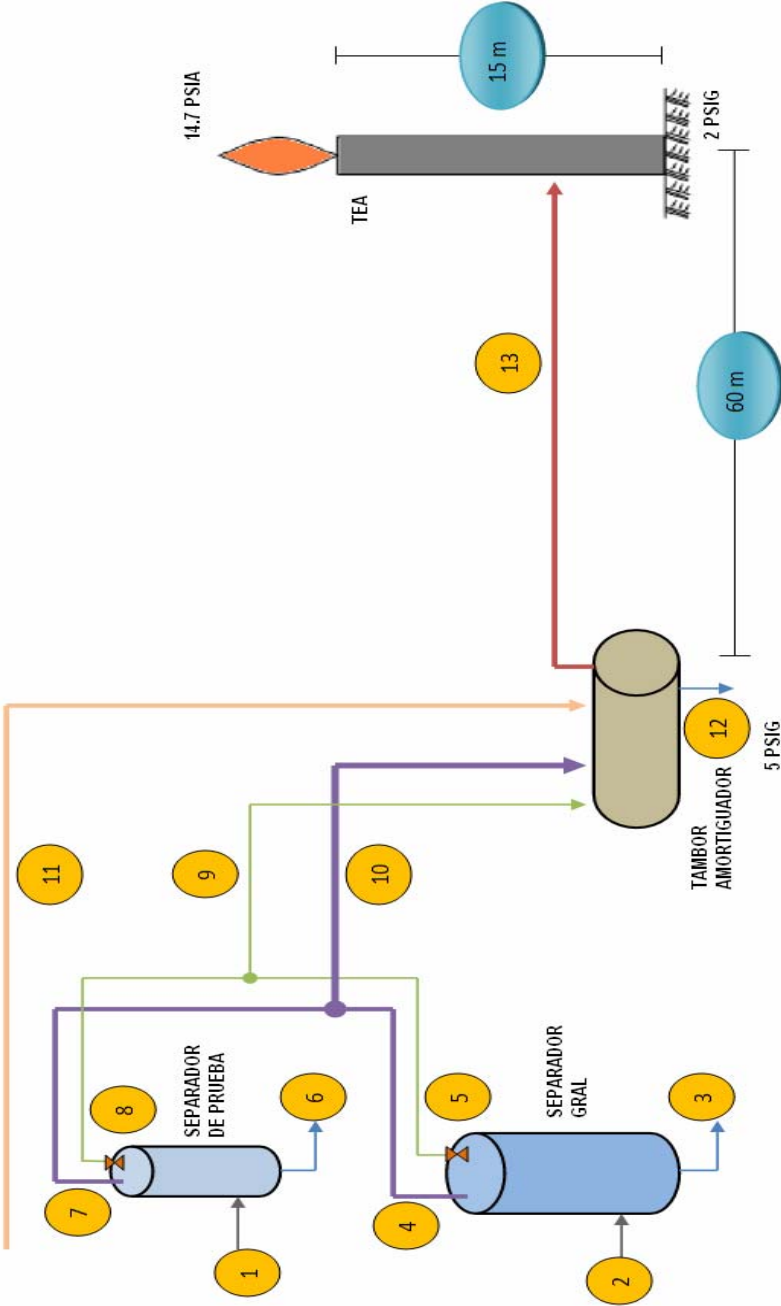 11
7
8
14.7 PSIA
SEPARADOR
DE PRUEBA
9
1
6
TEA
10
4
5
15 m
13
SEPARADOR
GRAL
2
3
TAMBOR
AMORTIGUADOR
12
2 PSIG
60 m
5 PSIG